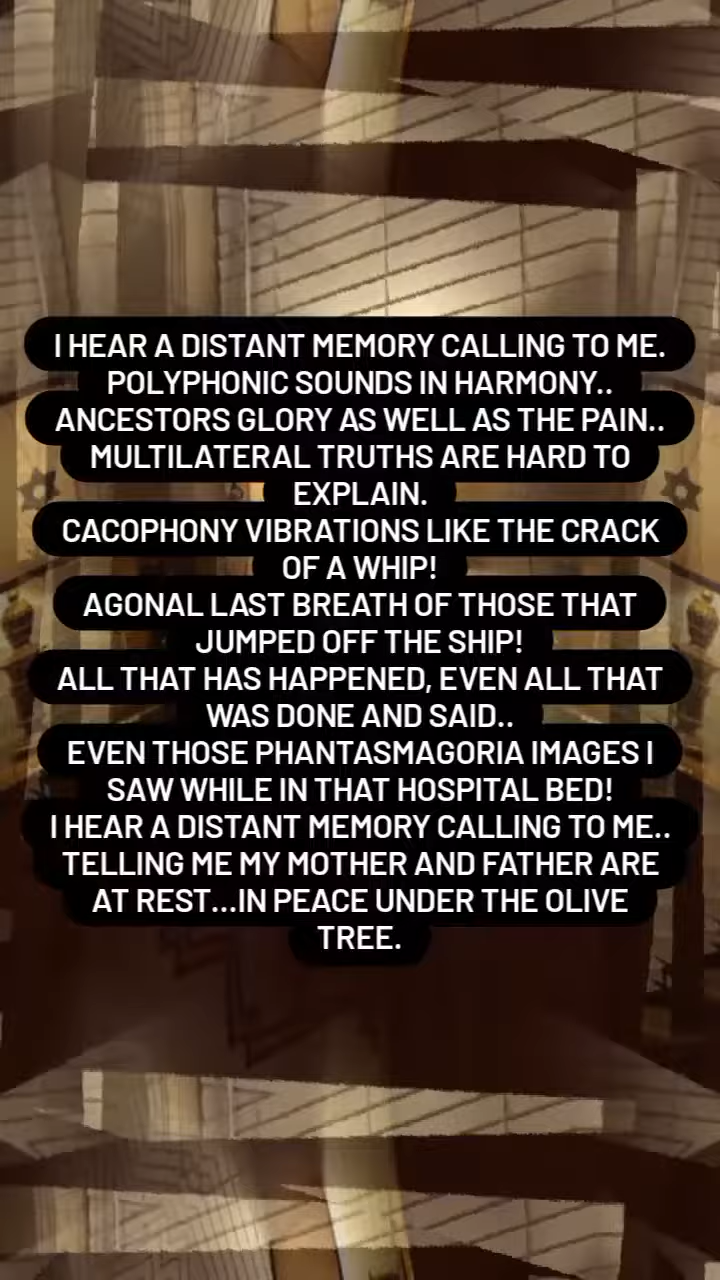 I HEAR A DISTANT MEMORY CALLING TO ME.
POLYPHONIC SOUNDS IN HARMONY..
ANCESTORS GLORY AS WELL AS THE PAIN..
MULTILATERAL TRUTHS ARE HARD TO
EXPLAIN.
CACOPHONY VIBRATIONS LIKE THE CRACK
OF A WHIP!
AGONAL LAST BREATH OF THOSE THAT
JUMPED OFF THE SHIP!
ALL THAT HAS HAPPENED, EVEN ALL THAT
WAS DONE AND SAID..
EVEN THOSE PHANTASMAGORIA IMAGES I
SAW WHILE IN THAT HOSPITAL BED!
I HEAR A DISTANT MEMORY CALLING TO ME..
TELLING ME MY MOTHER AND FATHER ARE
AT REST...IN PEACE UNDER THE OLIVE
TREE.